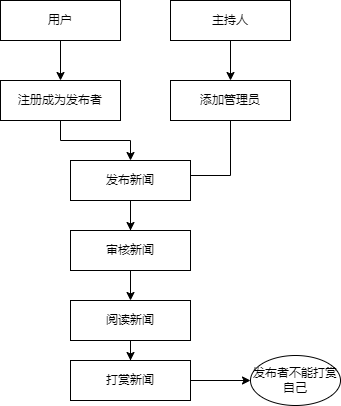 用户
主持人
注册成为发布者
添加管理员
发布新闻
审核新闻
阅读新闻
打赏新闻
发布者不能打赏
自己